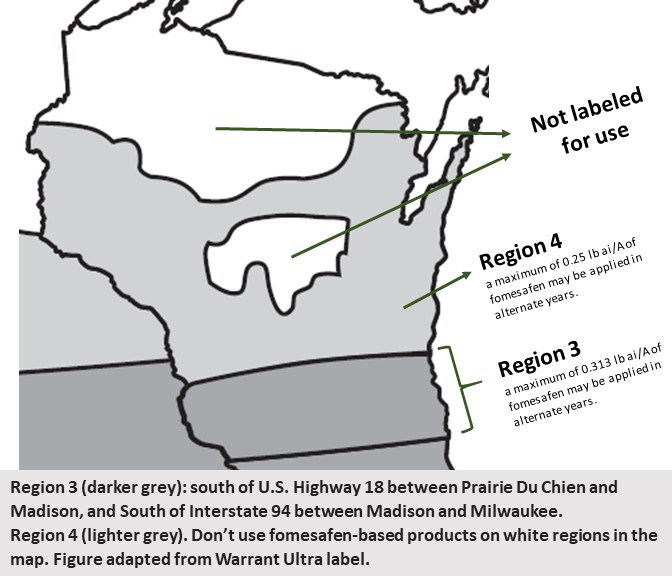 Not labeled
for use
Region 4
a maximum of 0.25 lb ai/A of
fomesafen may be applied in
alternate years.
Region 3
a maximum of 0.313 lb ai/A of
fomesafen may be applied in
alternate years.
Region 3 (darker grey): south of U.S. Highway 18 between Prairie Du Chien and
Madison, and South of Interstate 94 between Madison and Milwaukee.
Region 4 (lighter grey). Don't use fomesafen-based products on white regions in the
map. Figure adapted from Warrant Ultra label.